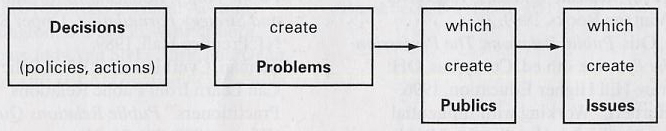 Decisions
(policies, actions)
create
Problems
which
create
Publics
which
create
Issues